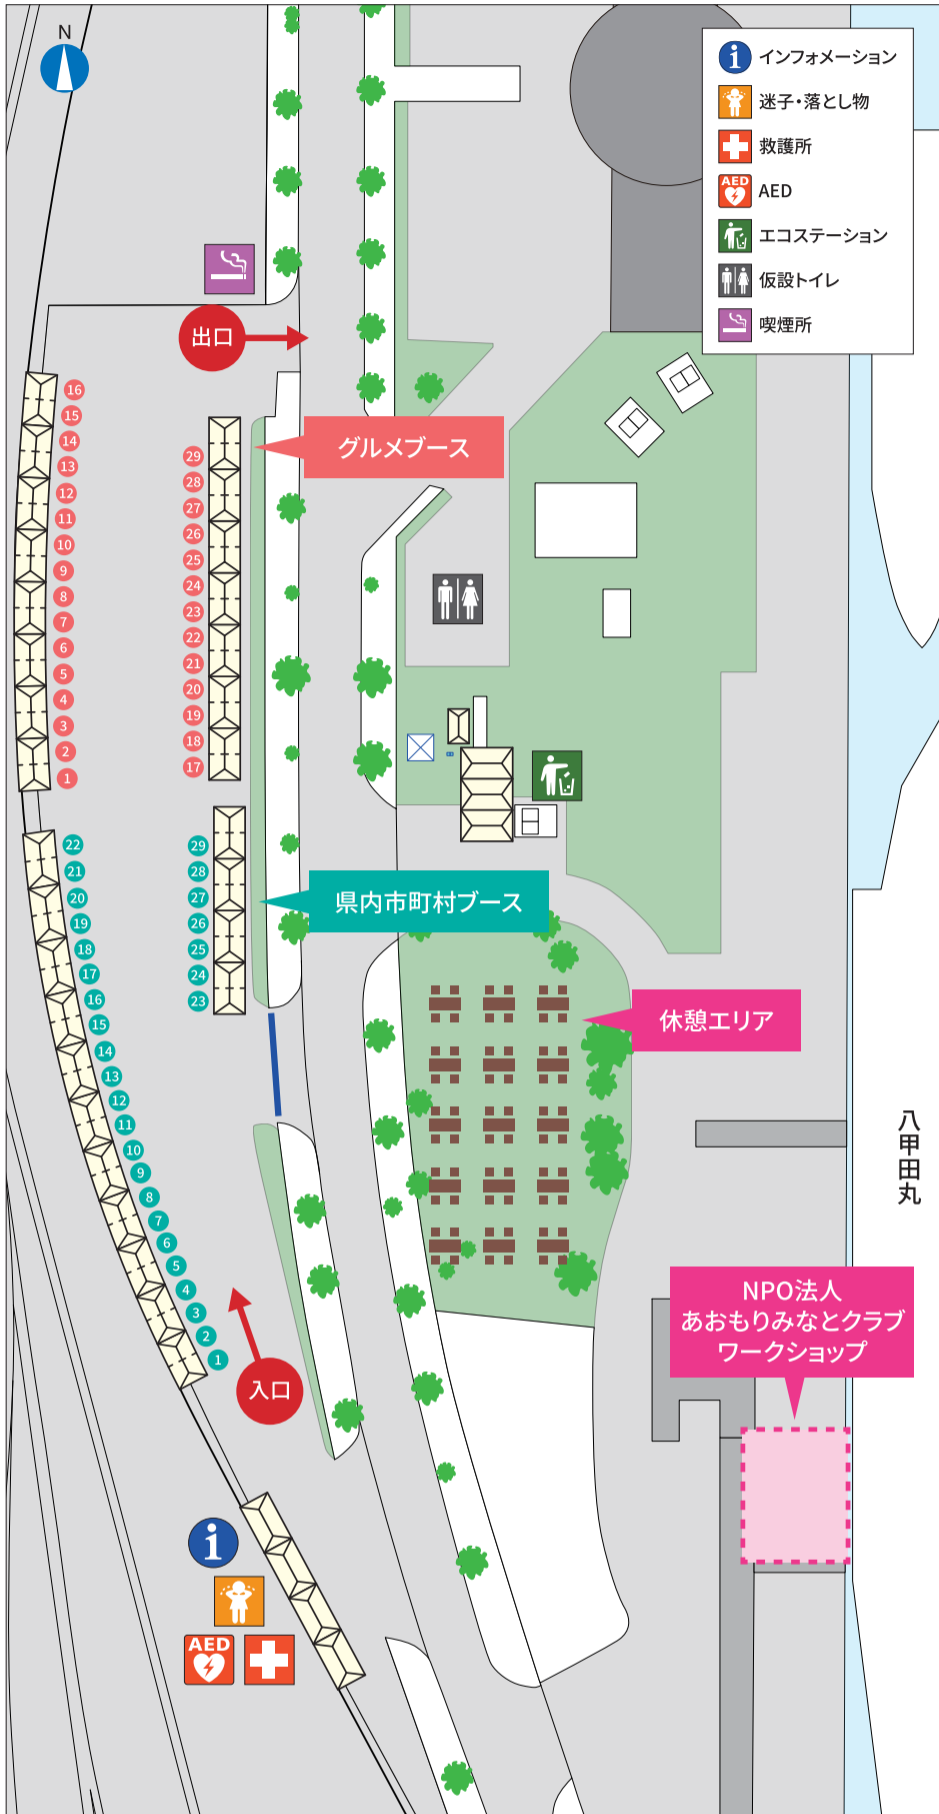 N
インフォメーション
迷子・落とし物
救護所
AED
AED
エコステーション
仮設トイレ
喫煙所
出口
グルメブース
16
15
14
13
12
11
10
9
8
7
6
5
4
3
2
1
29
28
27
26
25
24
23
22
21
20
19
18
17
県内市町村ブース
22
21
20
19
18
17
16
15
14
13
12
11
10
9
8
7
6
5
4
3
2
1
29
28
27
26
25
24
23
休憩エリア
八甲田丸
NPO法人
あおもりみなとクラブ
ワークショップ
入口
i
AED